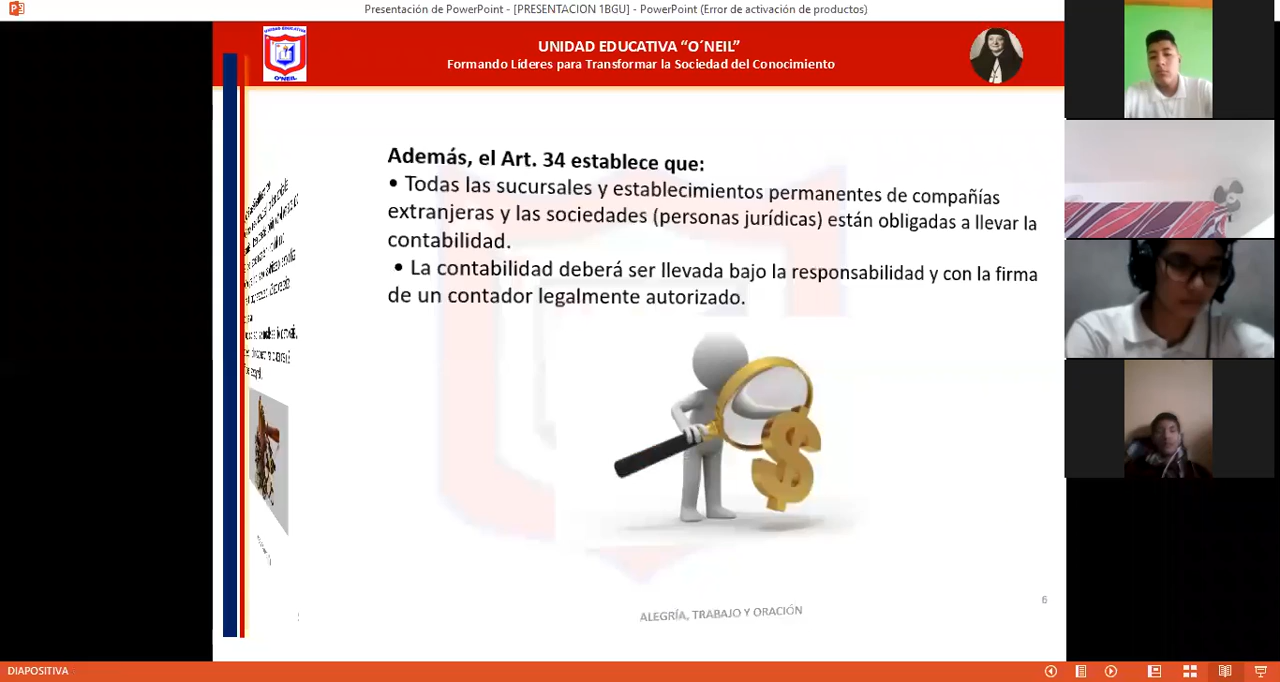 Presentación de PowerPoint - [PRESENTACION 1BGU] - PowerPoint (Error de activación de productos)
UNIDAD EDUCATIVA
O´NEIL
UNIDAD EDUCATIVA “O´NEIL”
Formando Líderes para Transformar la Sociedad del Conocimiento
Además, el Art. 34 establece que:
• Todas las sucursales y establecimientos permanentes de compañías
extranjeras y las sociedades (personas jurídicas) están obligadas a llevar la
contabilidad.
• La contabilidad deberá ser llevada bajo la responsabilidad y con la firma
de un contador legalmente autorizado.
6
ALEGRÍA, TRABAJO Y ORACIÓN
DIAPOSITIVA